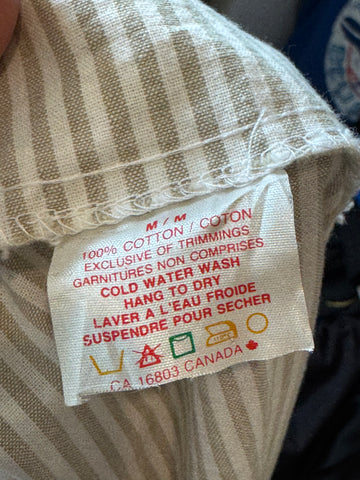 M / M
100% COTTON / COTON
EXCLUSIVE OF TRIMMINGS
GARNITURES NON COMPRISES
COLD WATER WASH
HANG TO DRY
LAVER A L'EAU FROIDE
SUSPENDRE POUR SECHER
CA 16803 CANADA